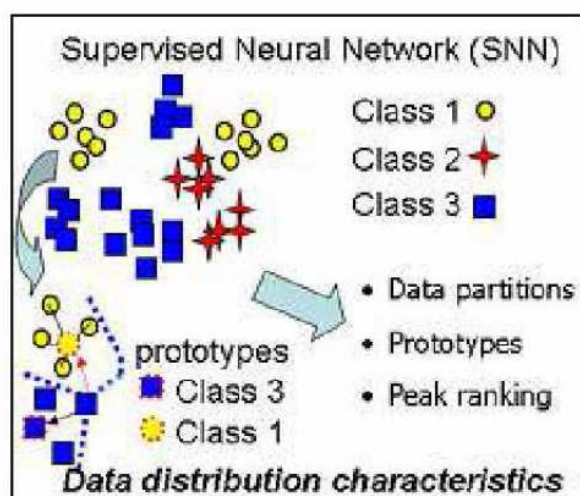 Supervised Neural Network (SNN)
Class 1
Class 2
Class 3
• Data partitions
• Prototypes
• Peak ranking
prototypes
Class 3
Class 1
Data distribution characteristics